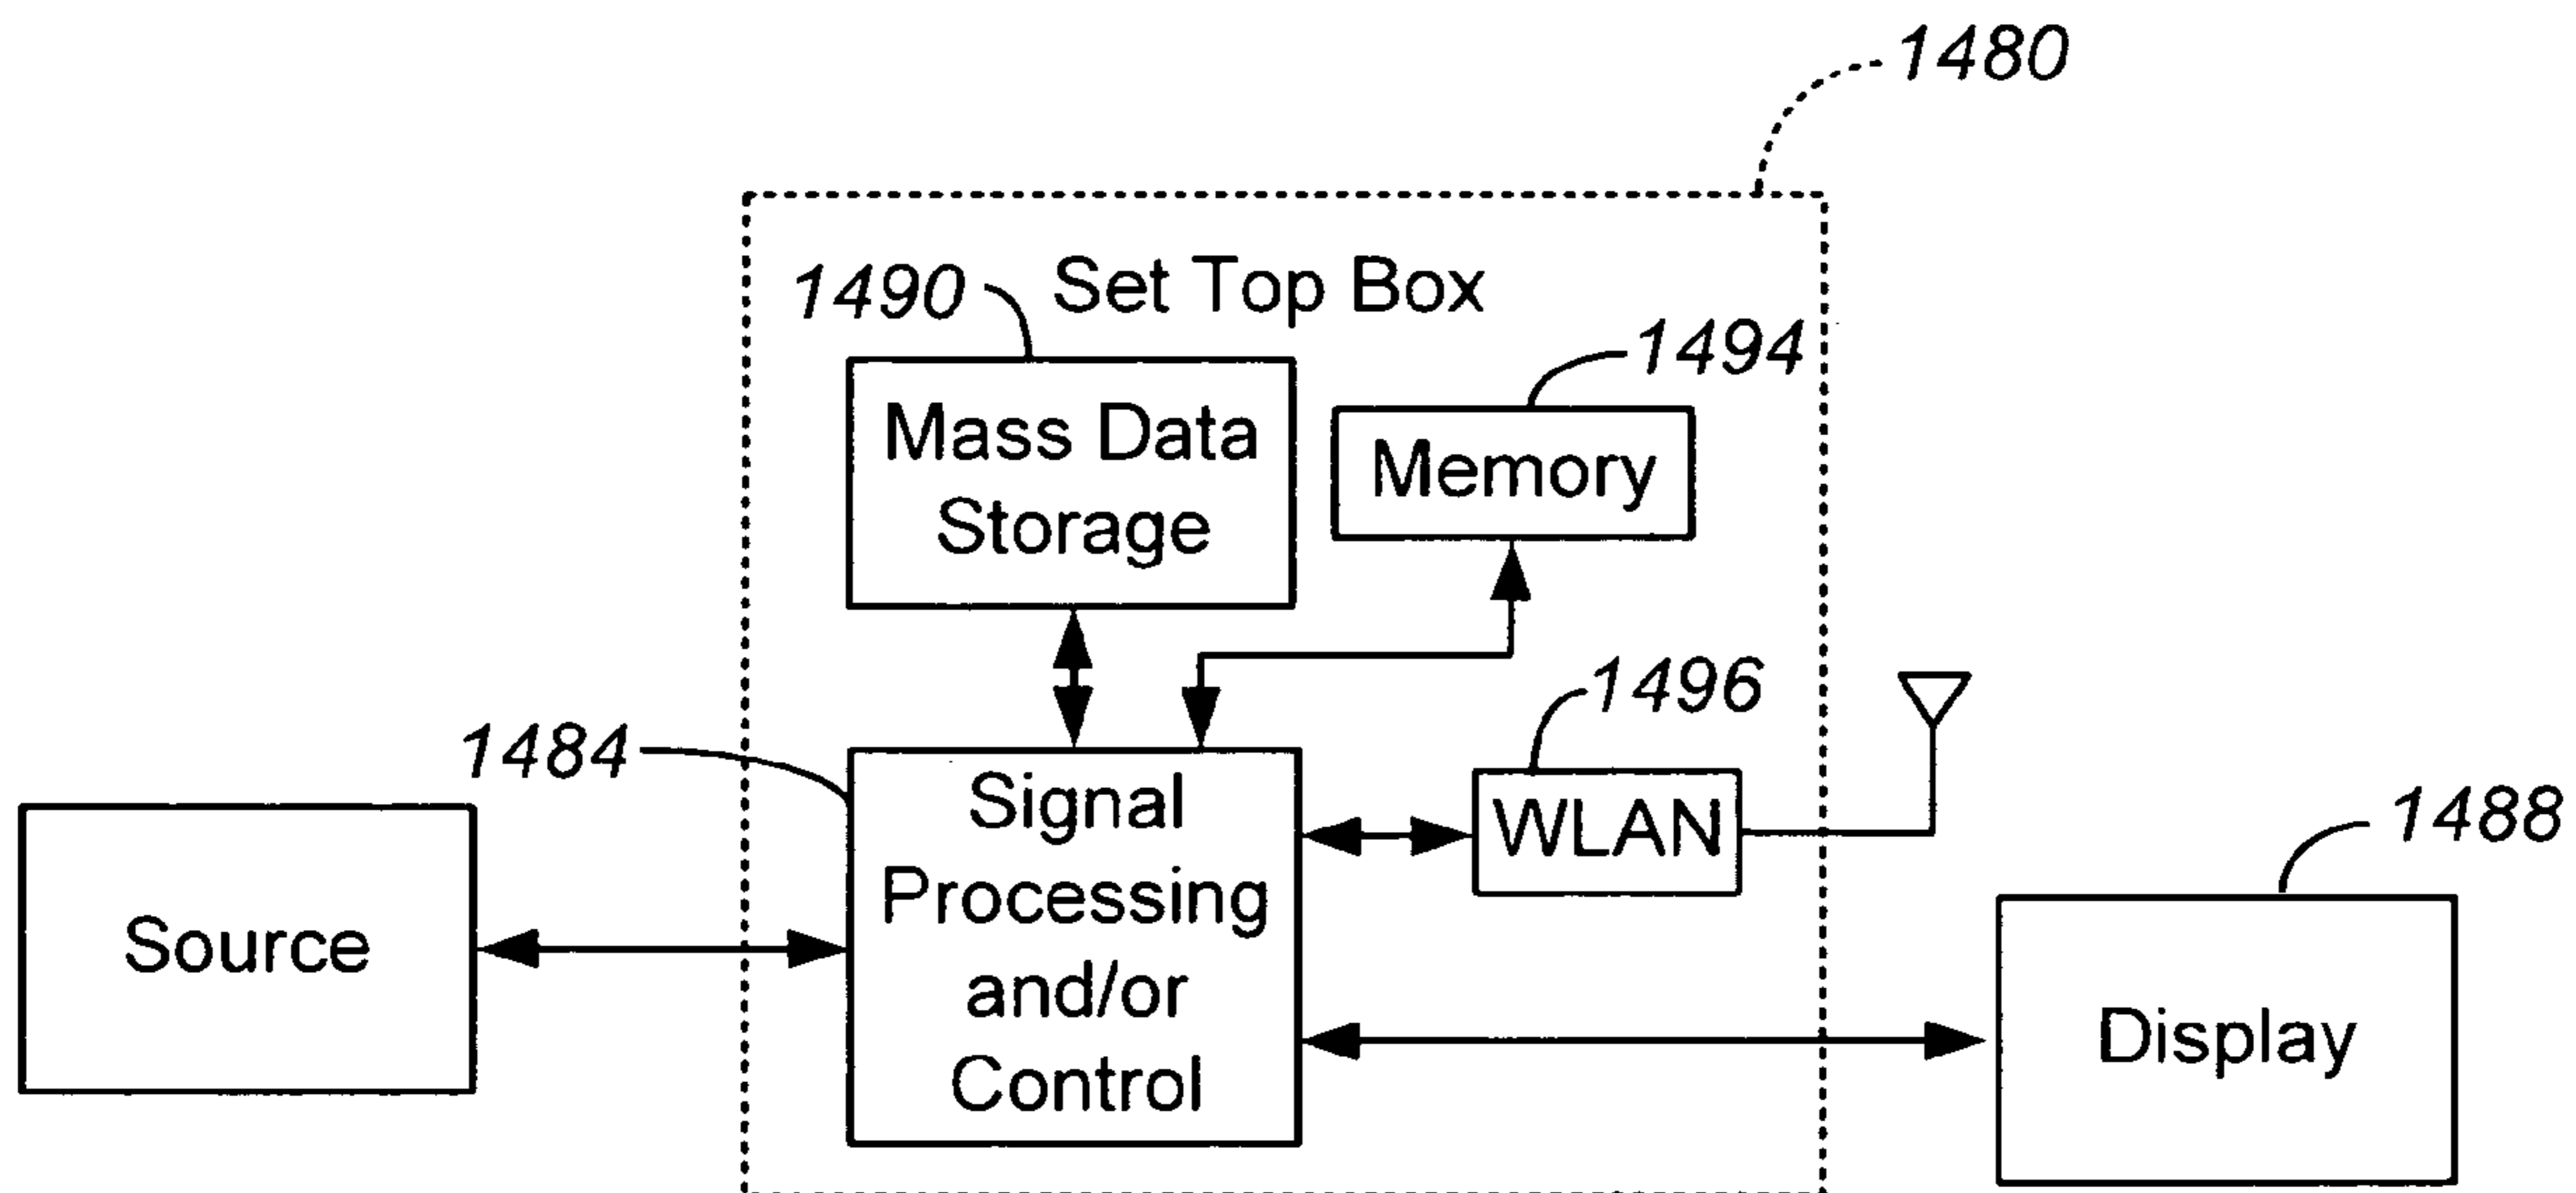 1480
Set Top Box
1490
1494
Mass Data
Storage
Memory
1496
1484
Signal
Processing
and/or
Control
WLAN
1488
Source
Display